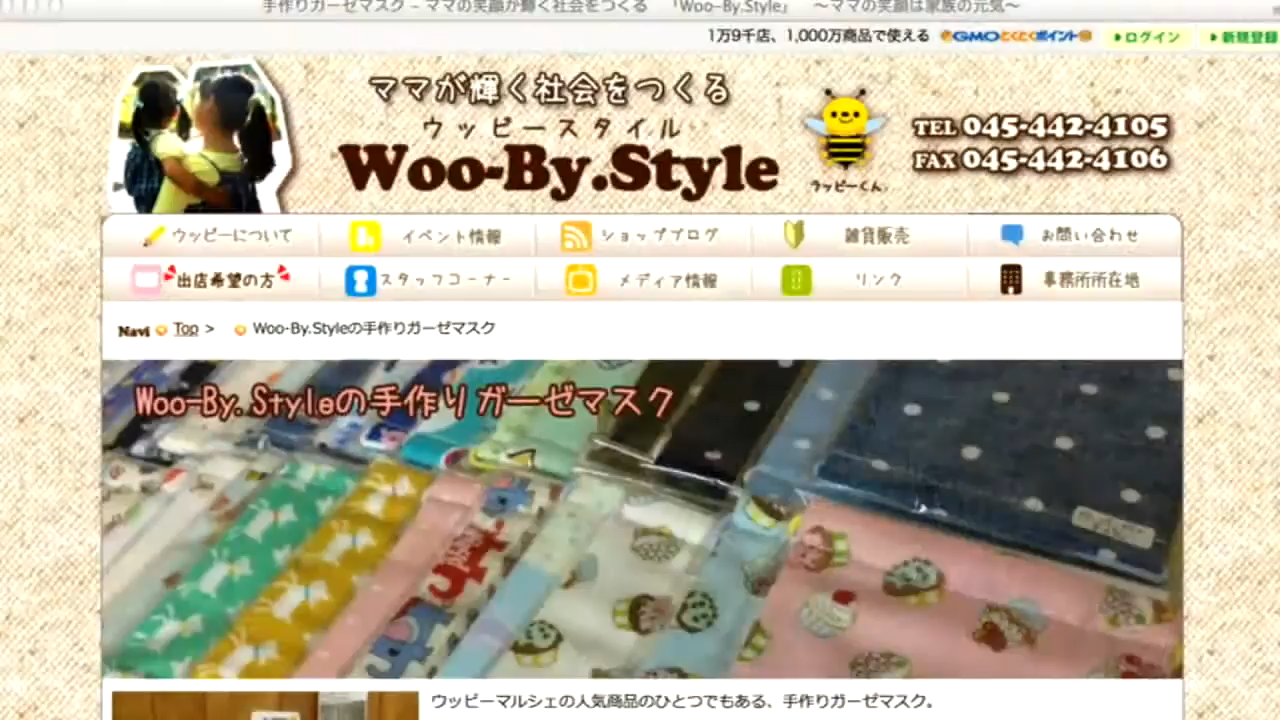 手作りガーゼマスク – ママの笑顔が輝く社会をつくる 「Woo-By.Style」 〜ママの笑顔は家族の元気〜
1万9千店、1,000万商品で使える GMOとくとくポイント ログイン 新規登録
ママが輝く社会をつくる
ウッピースタイル
Woo-By.Style
ラッピーくん
TEL 045-442-4105
FAX 045-442-4106
ウッピーについて イベント情報 ショップブログ 雑貨販売 お問い合わせ
出店希望の方 スタッフコーナー メディア情報 リンク 事務所所在地
Navi Top > Woo-By.Styleの手作りガーゼマスク
Woo-By.Styleの手作りガーゼマスク
ウッピーマルシェの人気商品のひとつでもある、手作りガーゼマスク。